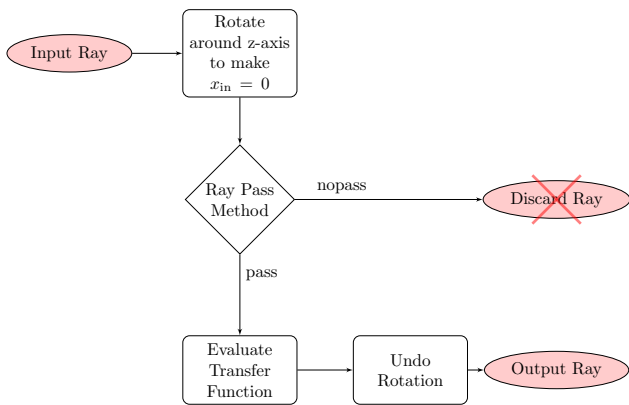 Input Ray
Rotate
around z-axis
to make
x_in = 0
Ray Pass
Method
nopass
Discard Ray
pass
Evaluate
Transfer
Function
Undo
Rotation
Output Ray